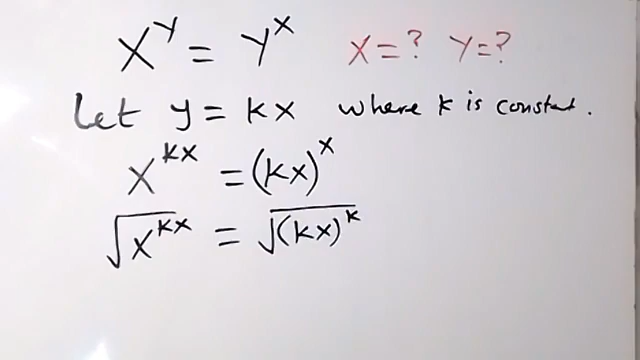 x^y = y^x x = ? y = ?
Let y = kx where k is constant.
x^kx = (kx)^x
√x^kx = √(kx)^k